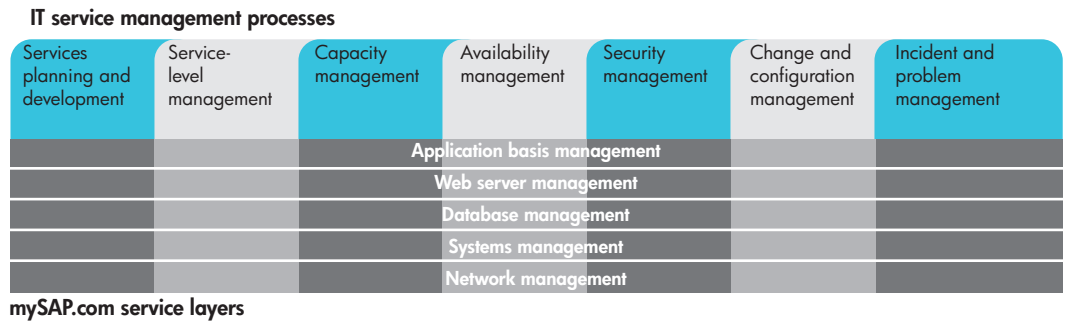 IT service management processes
Services
planning and
development
Service-
level
management
Capacity
management
Availability
management
Security
management
Change and
configuration
management
Incident and
problem
management
Application basis management
Web server management
Database management
Systems management
Network management
mySAP.com service layers